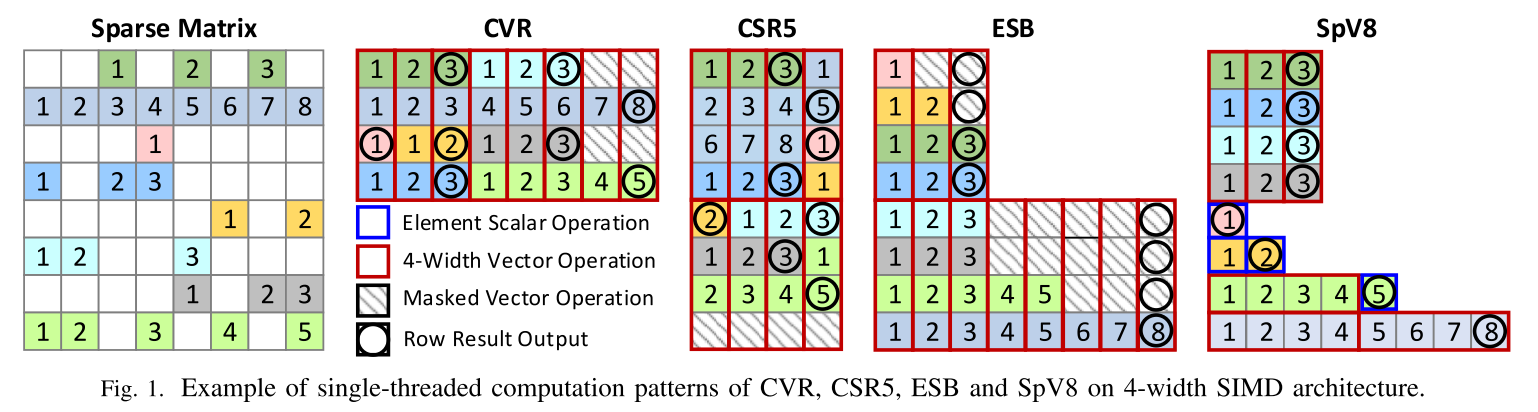 Sparse Matrix
1 2 3
1 2 3 4 5 6 7 8
1
1 2 3
1 2
1 2 3
1 2 3
1 2 3 4 5
CVR
1 2 3 1 2 3
1 2 3 4 5 6 7 8
1 1 2 1 2 3
1 2 3 1 2 3 4 5
Element Scalar Operation
4-Width Vector Operation
Masked Vector Operation
Row Result Output
CSR5
1 2 3 1
2 3 4 5
6 7 8 1
1 2 3 1
2 1 2 3
1 2 3 1
2 3 4 5
ESB
1
1 2
1 2 3
1 2 3
1 2 3
1 2 3
1 2 3 4 5
1 2 3 4 5 6 7 8
SpV8
1 2 3
1 2 3
1 2 3
1 2 3
1
1 2
1 2 3 4 5
1 2 3 4 5 6 7 8
Fig. 1. Example of single-threaded computation patterns of CVR, CSR5, ESB and SpV8 on 4-width SIMD architecture.